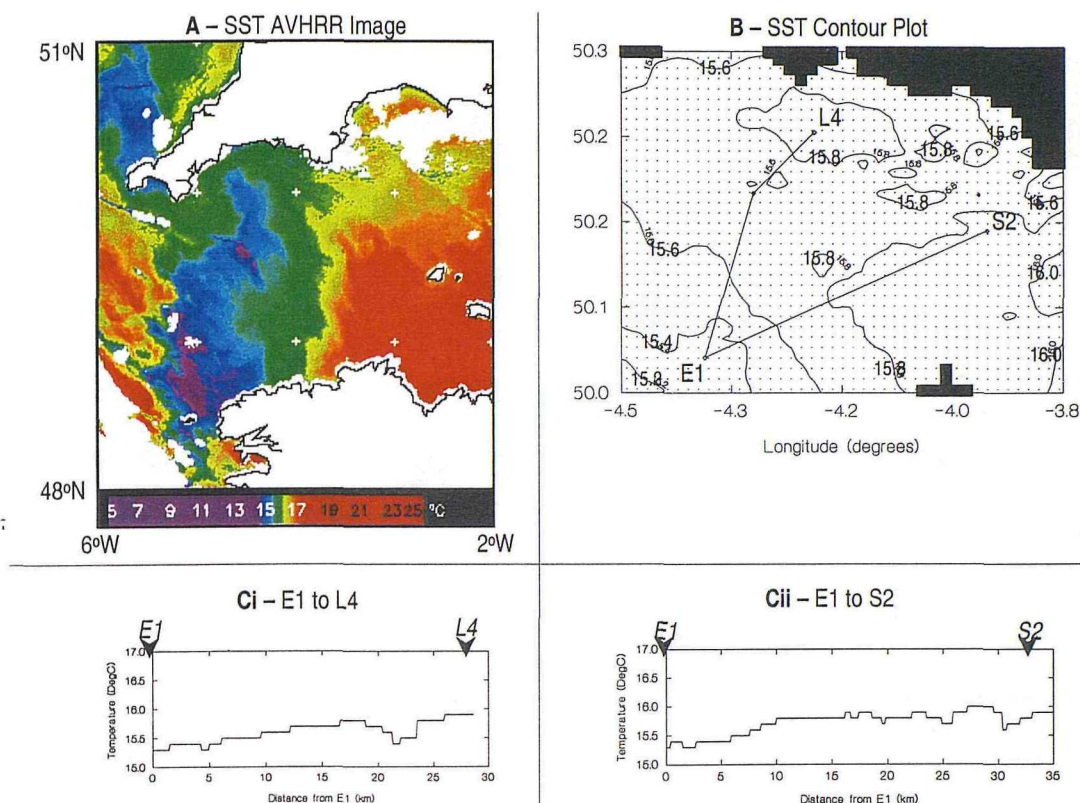 A – SST AVHRR Image
51ºN
48ºN
5 7 9 11 13 15 17 19 21 23 25 ºC
6ºW 2ºW
B – SST Contour Plot
50.3
50.2
50.2
50.1
50.0
-4.5 -4.3 -4.2 -4.0 -3.8
Longitude (degrees)
15.6
L4
15.8
15.8
15.6
15.8
15.6
S2
15.6
15.8
16.0
15.4
15.8
16.0
E1
Ci – E1 to L4
E1 L4
Temperature (DegC)
17.0
16.5
16.0
15.5
15.0
0 5 10 15 20 25 30
Distance from E1 (km)
Cii – E1 to S2
E1 S2
Temperature (DegC)
17.0
16.5
16.0
15.5
15.0
0 5 10 15 20 25 30 35
Distance from E1 (km)